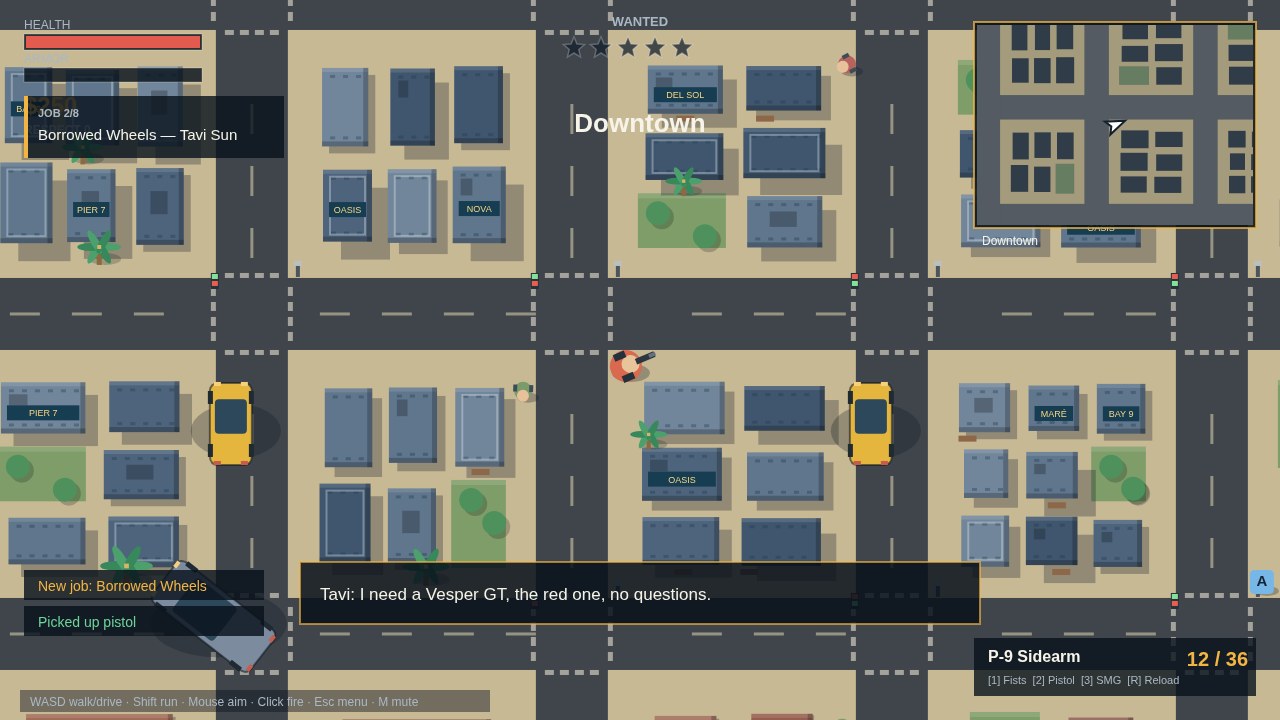 HEALTH
WANTED
JOB 2/8
Borrowed Wheels — Tavi Sun
Downtown
DEL SOL
PIER 7
OASIS
NOVA
OASIS
Downtown
PIER 7
OASIS
MARÉ
BAY 9
New job: Borrowed Wheels
Picked up pistol
Tavi: I need a Vesper GT, the red one, no questions.
A
P-9 Sidearm
12 / 36
[1] Fists [2] Pistol [3] SMG [R] Reload
WASD walk/drive · Shift run · Mouse aim · Click fire · Esc menu · M mute